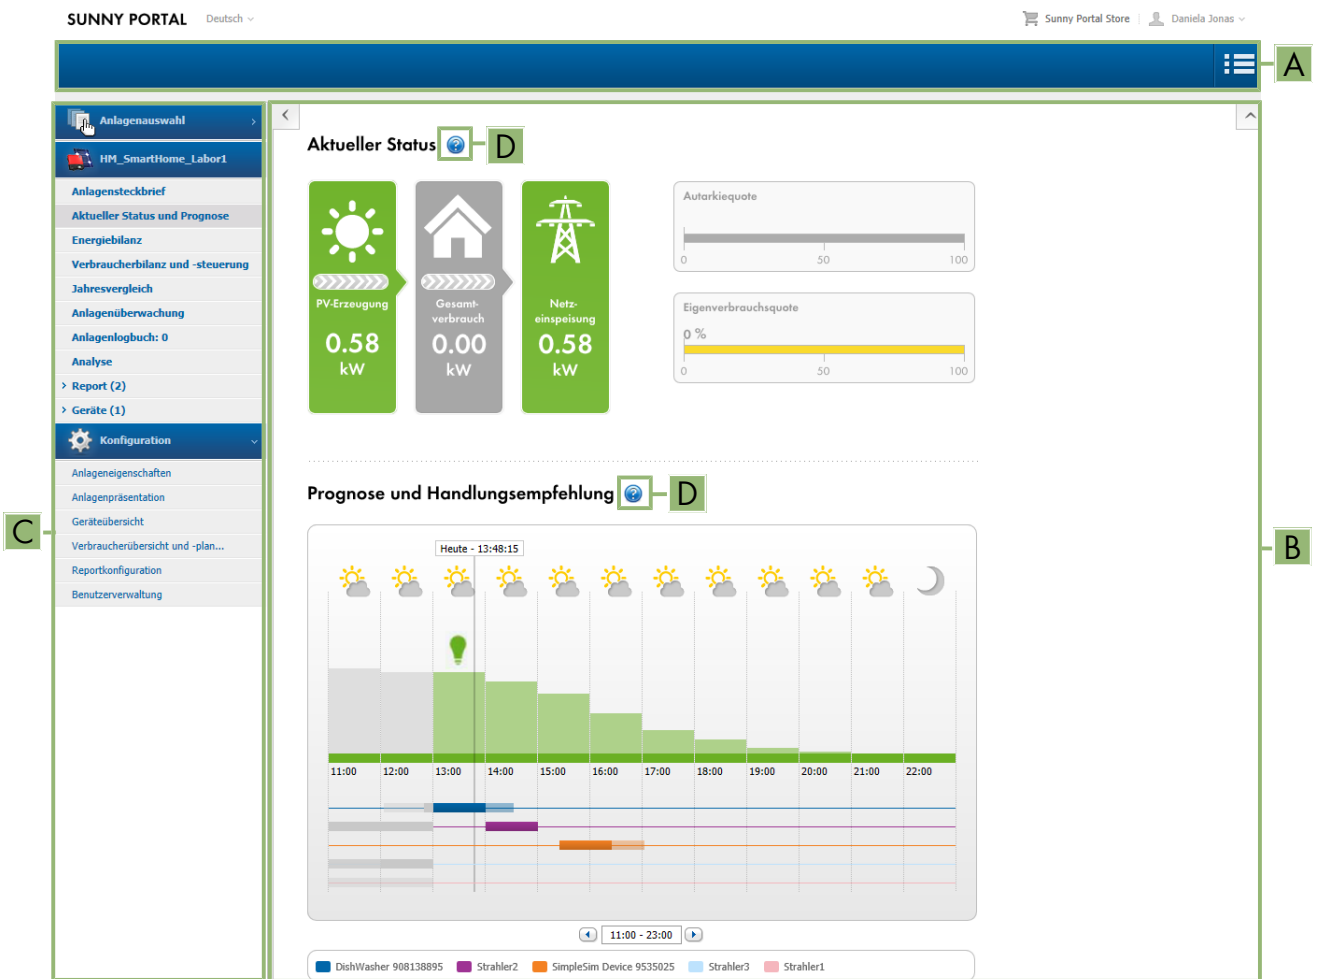 SUNNY PORTAL Deutsch
Sunny Portal Store Daniela Jonas
A
Anlagenauswahl
HM_SmartHome_Labor1
Anlagensteckbrief
Aktueller Status und Prognose
Energiebilanz
Verbraucherbilanz und -steuerung
Jahresvergleich
Anlagenüberwachung
Anlagenlogbuch: 0
Analyse
Report (2)
Geräte (1)
Konfiguration
Anlageneigenschaften
Anlagenpräsentation
Geräteübersicht
Verbraucherübersicht und -plan...
Reportkonfiguration
Benutzerverwaltung
C
Aktueller Status
D
PV-Erzeugung
0.58
kW
Gesamt-
verbrauch
0.00
kW
Netz-
einspeisung
0.58
kW
Autarkiequote
0 50 100
Eigenverbrauchsquote
0 %
0 50 100
Prognose und Handlungsempfehlung
D
B
Heute - 13:48:15
11:00 12:00 13:00 14:00 15:00 16:00 17:00 18:00 19:00 20:00 21:00 22:00
11:00 - 23:00
DishWasher 908138895 Strahler2 SimpleSim Device 9535025 Strahler3 Strahler1